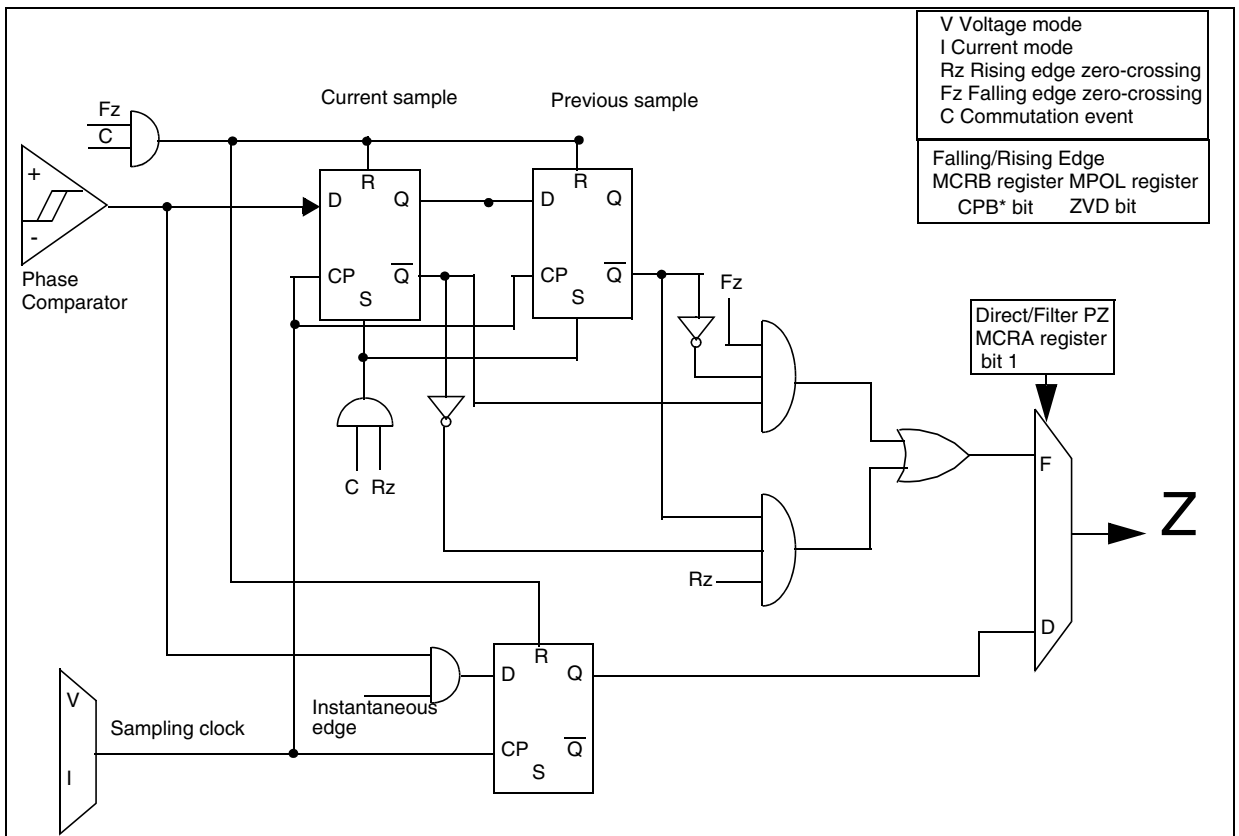 V Voltage mode
I Current mode
Rz Rising edge zero-crossing
Fz Falling edge zero-crossing
C Commutation event
Falling/Rising Edge
MCRB register MPOL register
CPB* bit ZVD bit
Fz
C
Current sample
Previous sample
+
-
Phase
Comparator
R
D Q
CP Q
S
R
D Q
CP Q
S
C Rz
Fz
Direct/Filter PZ
MCRA register
bit 1
F
Z
Rz
D
Instantaneous
edge
R
D Q
CP Q
S
V
Sampling clock
I